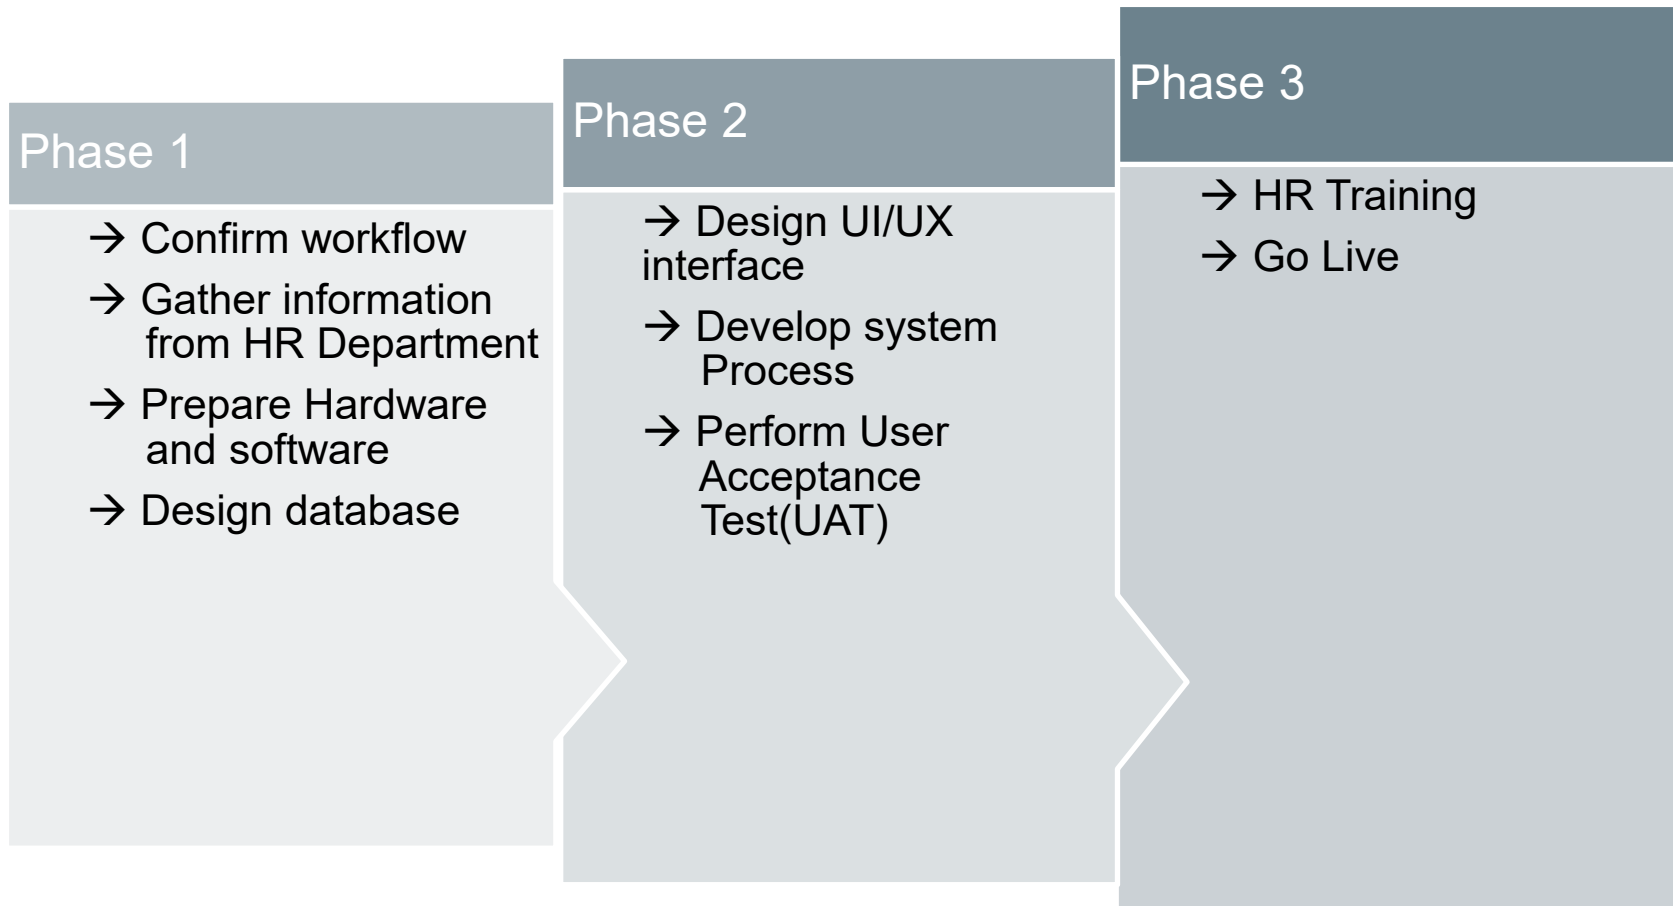 Phase 1
→ Confirm workflow
→ Gather information
from HR Department
→ Prepare Hardware
and software
→ Design database
Phase 2
→ Design UI/UX
interface
→ Develop system
Process
→ Perform User
Acceptance
Test(UAT)
Phase 3
→ HR Training
→ Go Live